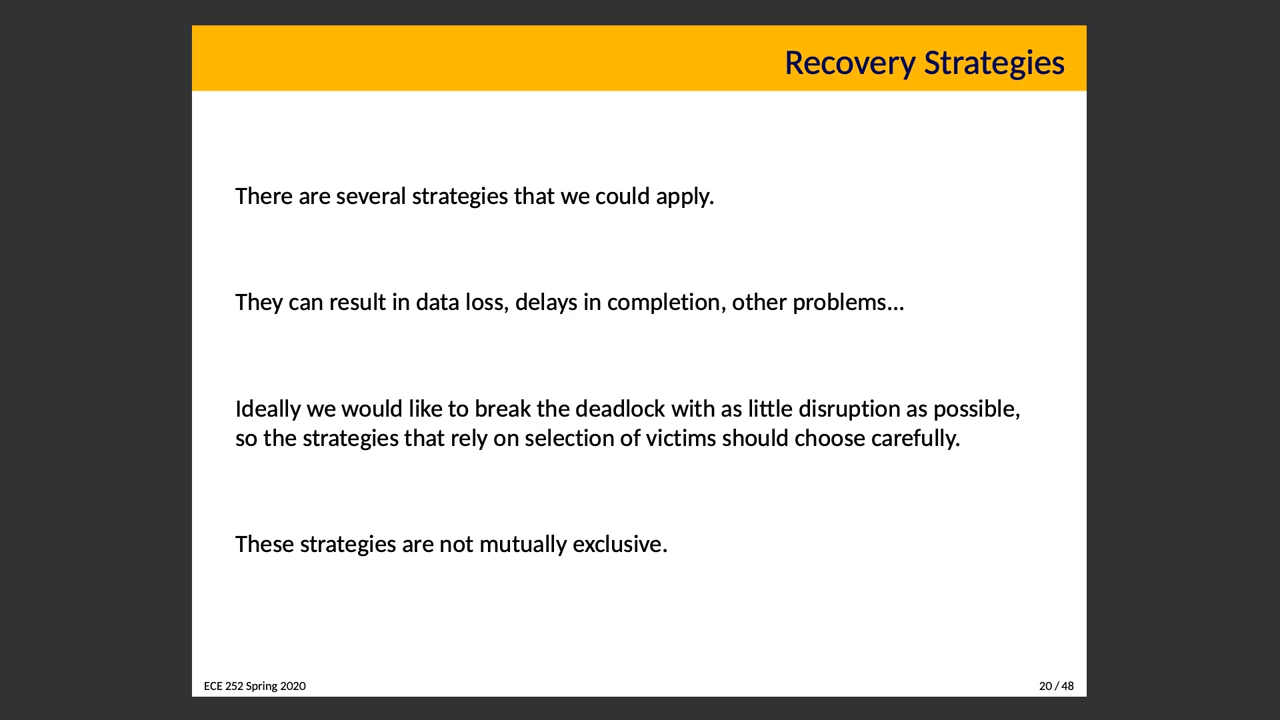 Recovery Strategies
There are several strategies that we could apply.
They can result in data loss, delays in completion, other problems...
Ideally we would like to break the deadlock with as little disruption as possible,
so the strategies that rely on selection of victims should choose carefully.
These strategies are not mutually exclusive.
ECE 252 Spring 2020
20 / 48